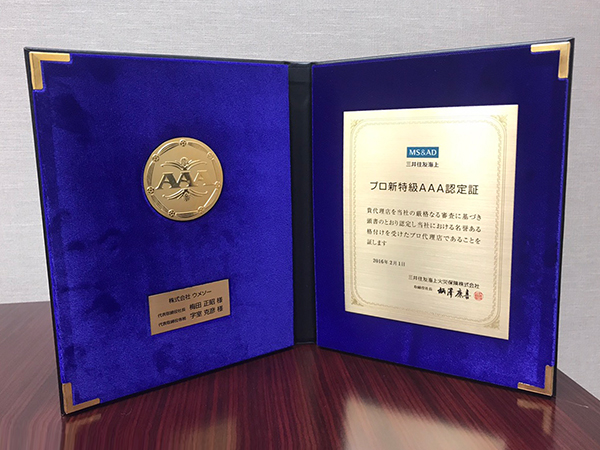 AAA
株式会社 ウメソー
代表取締役社長 梅田 正昭 様
代表取締役専務 宇室 克彦 様
MS&AD
三井住友海上
プロ新特級AAA認定証
貴代理店を当社の厳格なる審査に基づき
頭書のとおり認定し当社における名誉ある
格付けを受けたプロ代理店であることを
証します
2016年3月1日
三井住友海上火災保険株式会社
取締役社長 柄澤康喜